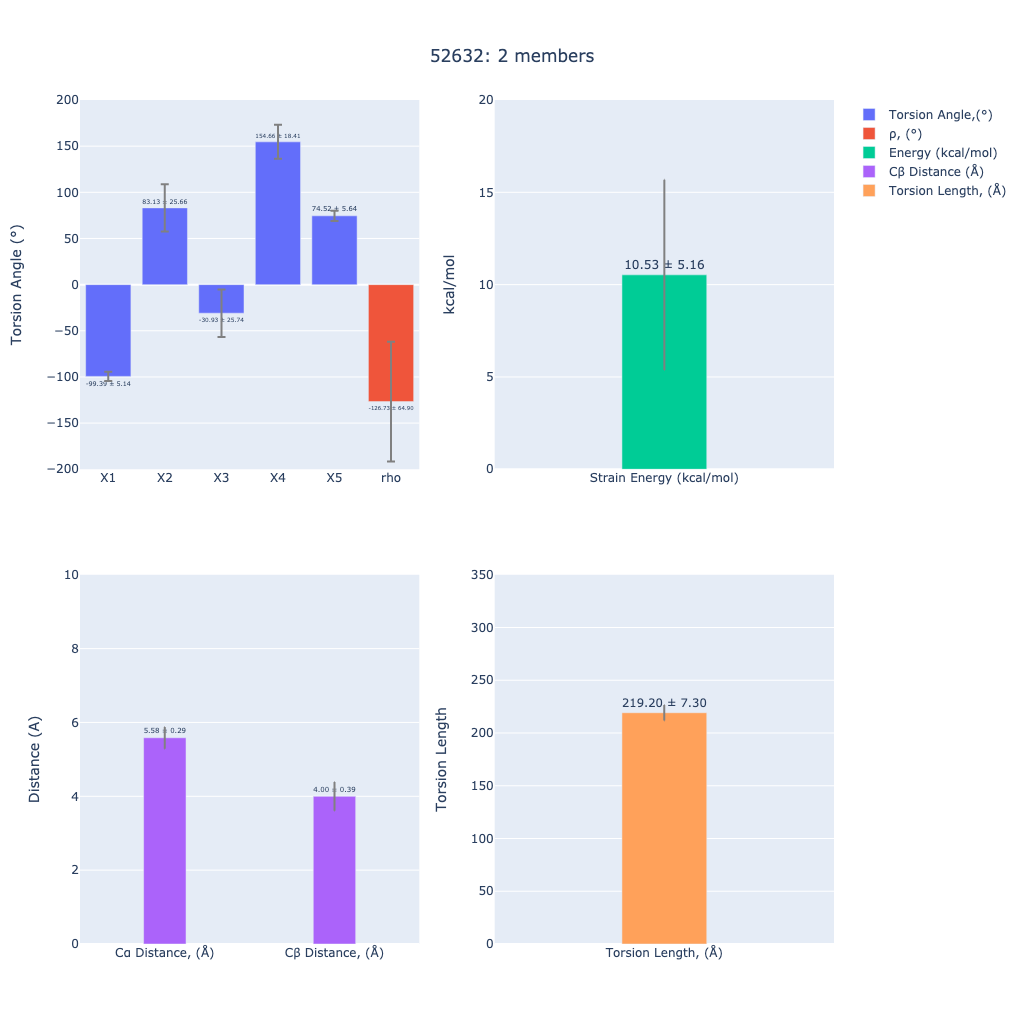 52632: 2 members
Torsion Angle (°)
200
150
100
50
0
−50
−100
−150
−200
-99.39 ± 5.14
83.13 ± 25.66
-30.93 ± 25.74
154.66 ± 18.41
74.52 ± 5.64
-126.73 ± 64.90
X1 X2 X3 X4 X5 rho
kcal/mol
20
15
10
5
0
10.53 ± 5.16
Strain Energy (kcal/mol)
Torsion Angle,(°)
ρ, (°)
Energy (kcal/mol)
Cβ Distance (Å)
Torsion Length, (Å)
Distance (A)
10
8
6
4
2
0
5.58 ± 0.29
4.00 ± 0.39
Cα Distance, (Å) Cβ Distance, (Å)
Torsion Length
350
300
250
200
150
100
50
0
219.20 ± 7.30
Torsion Length, (Å)